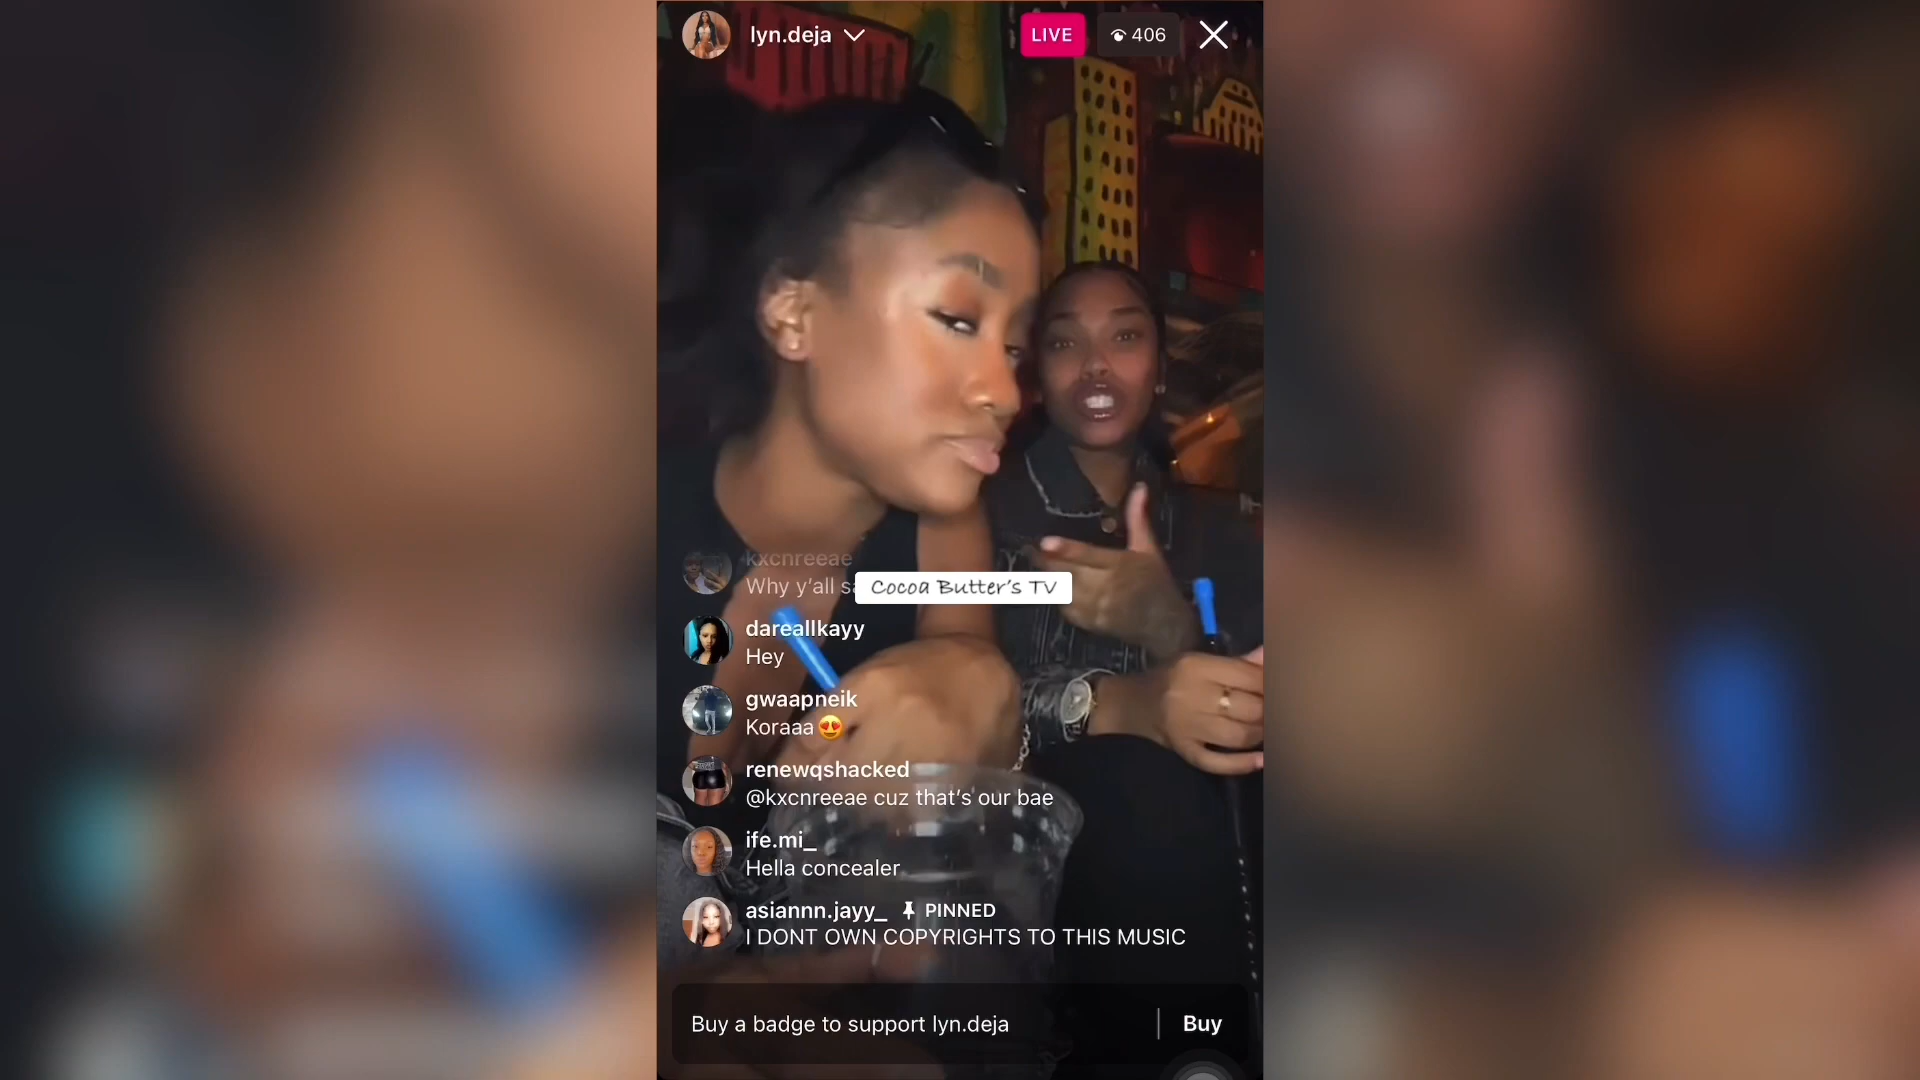 lyn.deja
LIVE
406
kxcnreeae
Why y'all
Cocoa Butter's TV
dareallkayy
Hey
gwaapneik
Koraaa😍
renewqshacked
@kxcnreeae cuz that's our bae
ife.mi_
Hella concealer
asiannn.jayy_ PINNED
I DONT OWN COPYRIGHTS TO THIS MUSIC
Buy a badge to support lyn.deja
Buy